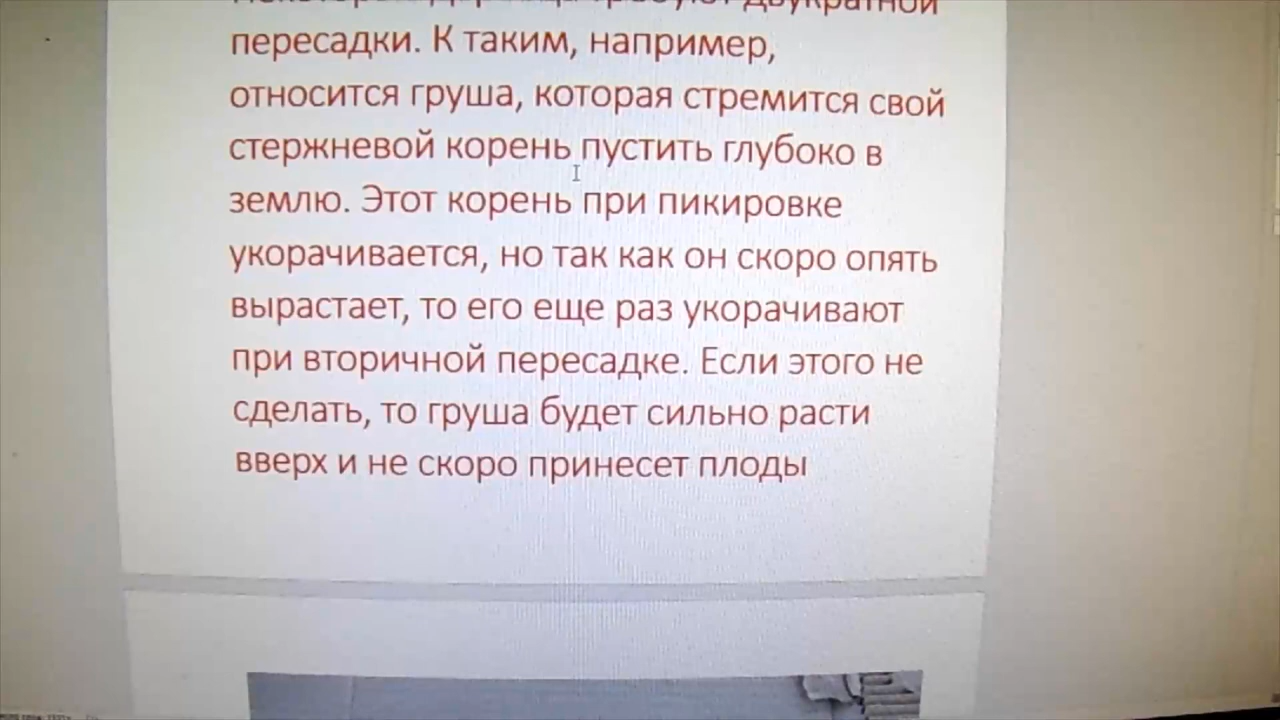 двукратной
пересадки. К таким, например,
относится груша, которая стремится свой
стержневой корень пустить глубоко в
землю. Этот корень при пикировке
укорачивается, но так как он скоро опять
вырастает, то его еще раз укорачивают
при вторичной пересадке. Если этого не
сделать, то груша будет сильно расти
вверх и не скоро принесет плоды